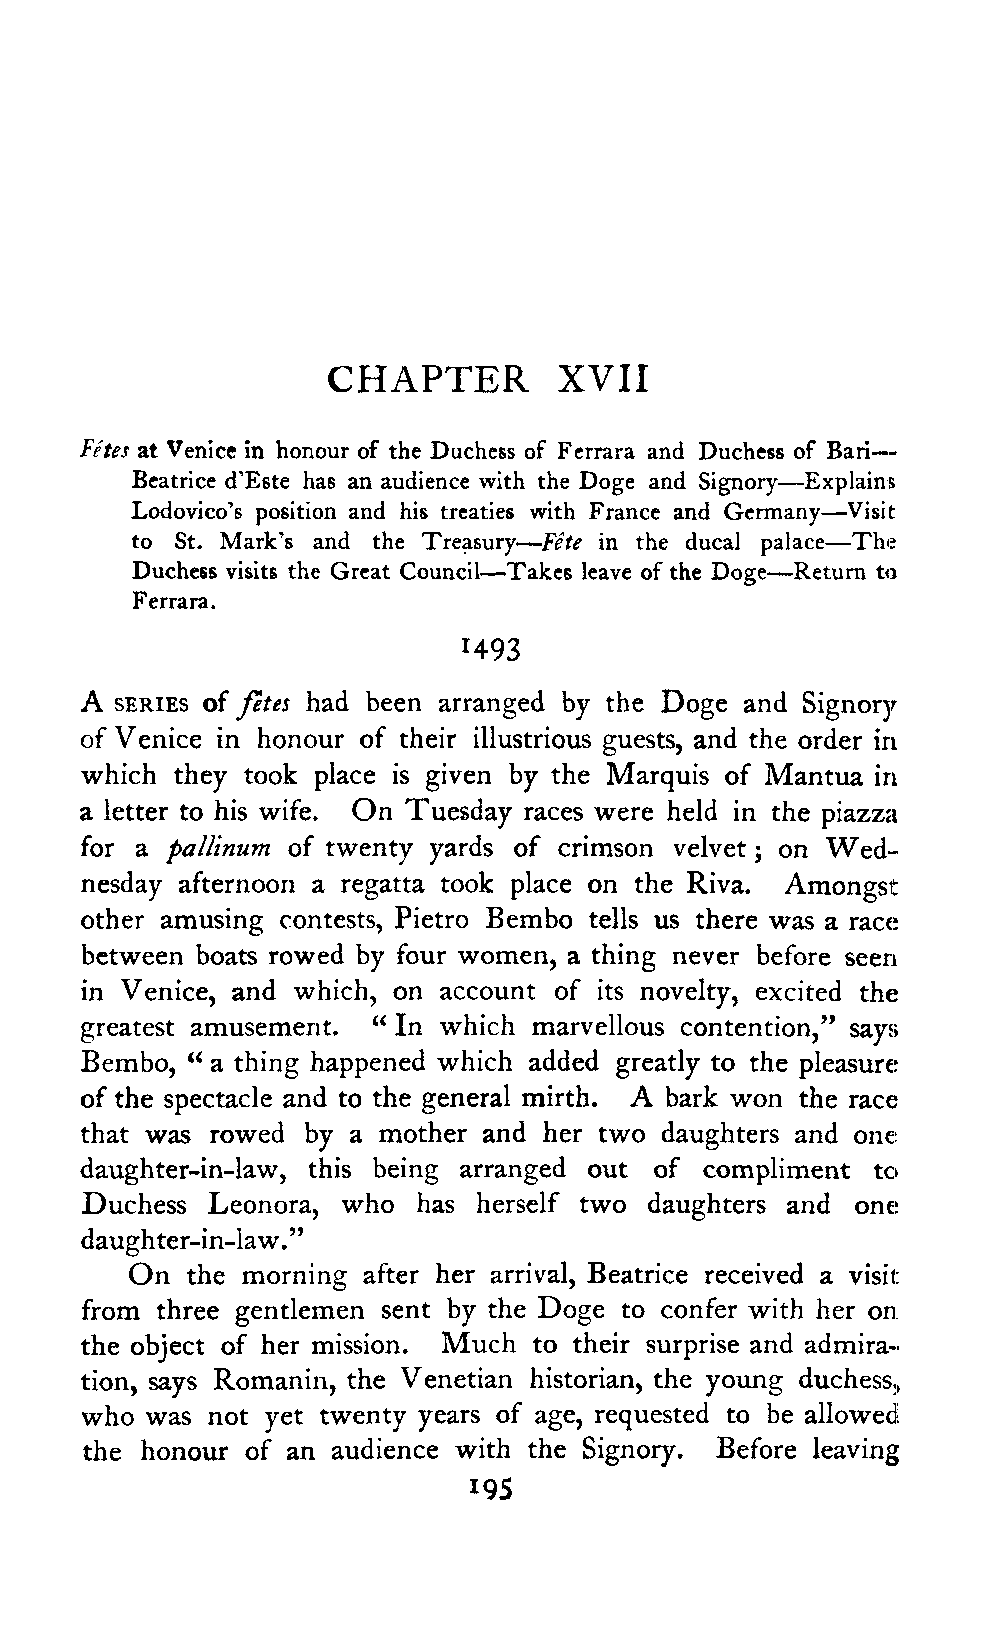 CHAPTER XVII
Fêtes at Venice in honour of the Duchess of Ferrara and Duchess of Bari—
Beatrice d'Este has an audience with the Doge and Signory—Explains
Lodovico's position and his treaties with France and Germany—Visit
to St. Mark's and the Treasury—Fête in the ducal palace—The
Duchess visits the Great Council—Takes leave of the Doge—Return to
Ferrara.
1493
A SERIES of fêtes had been arranged by the Doge and Signory
of Venice in honour of their illustrious guests, and the order in
which they took place is given by the Marquis of Mantua in
a letter to his wife. On Tuesday races were held in the piazza
for a pallinum of twenty yards of crimson velvet; on Wed-
nesday afternoon a regatta took place on the Riva. Amongst
other amusing contests, Pietro Bembo tells us there was a race
between boats rowed by four women, a thing never before seen
in Venice, and which, on account of its novelty, excited the
greatest amusement. "In which marvellous contention," says
Bembo, "a thing happened which added greatly to the pleasure
of the spectacle and to the general mirth. A bark won the race
that was rowed by a mother and her two daughters and one
daughter-in-law, this being arranged out of compliment to
Duchess Leonora, who has herself two daughters and one
daughter-in-law."
On the morning after her arrival, Beatrice received a visit
from three gentlemen sent by the Doge to confer with her on
the object of her mission. Much to their surprise and admira-
tion, says Romanin, the Venetian historian, the young duchess,
who was not yet twenty years of age, requested to be allowed
the honour of an audience with the Signory. Before leaving
195